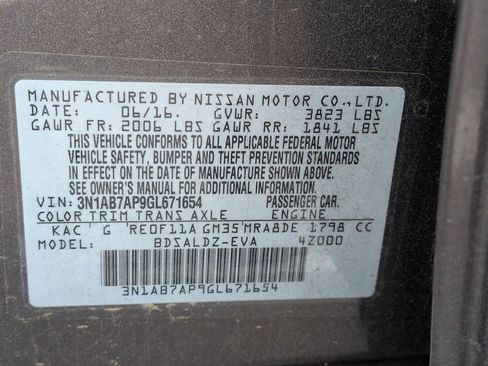 MANUFACTURED BY NISSAN MOTOR CO.,LTD.
DATE: 06/16. GVWR: 3823 LBS
GAWR FR: 2006 LBS GAWR RR: 1841 LBS
THIS VEHICLE CONFORMS TO ALL APPLICABLE FEDERAL MOTOR
VEHICLE SAFETY, BUMPER AND THEFT PREVENTION STANDARDS
IN EFFECT ON THE DATE OF MANUFACTURE SHOWN ABOVE.
SEE OWNER'S MANUAL FOR ADDITIONAL INFORMATION.
VIN: 3N1AB7AP9GL671654 PASSENGER CAR.
COLOR TRIM TRANS AXLE ENGINE
KAC G RE0F11A GM35 MRA8DE 1798 CC
MODEL: BDSALDZ-EVA 4Z000
3N1AB7AP9GL671654